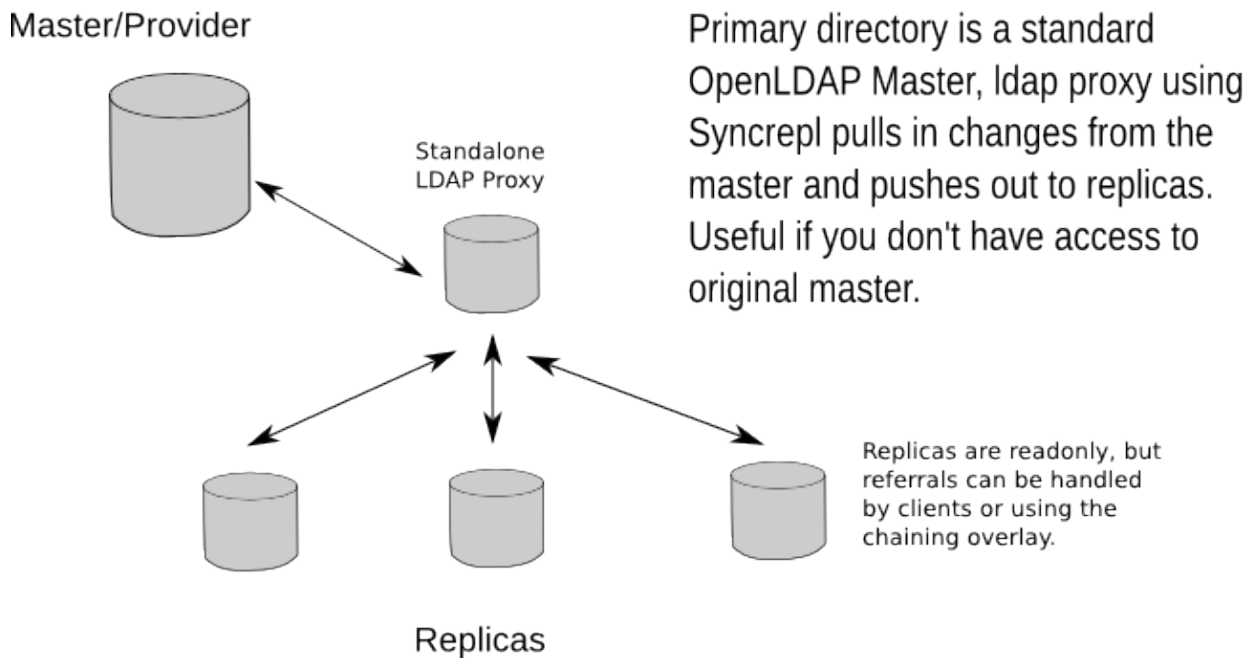 Master/Provider
Primary directory is a standard
OpenLDAP Master, ldap proxy using
Syncrepl pulls in changes from the
master and pushes out to replicas.
Useful if you don't have access to
original master.
Standalone
LDAP Proxy
Replicas are readonly, but
referrals can be handled
by clients or using the
chaining overlay.
Replicas